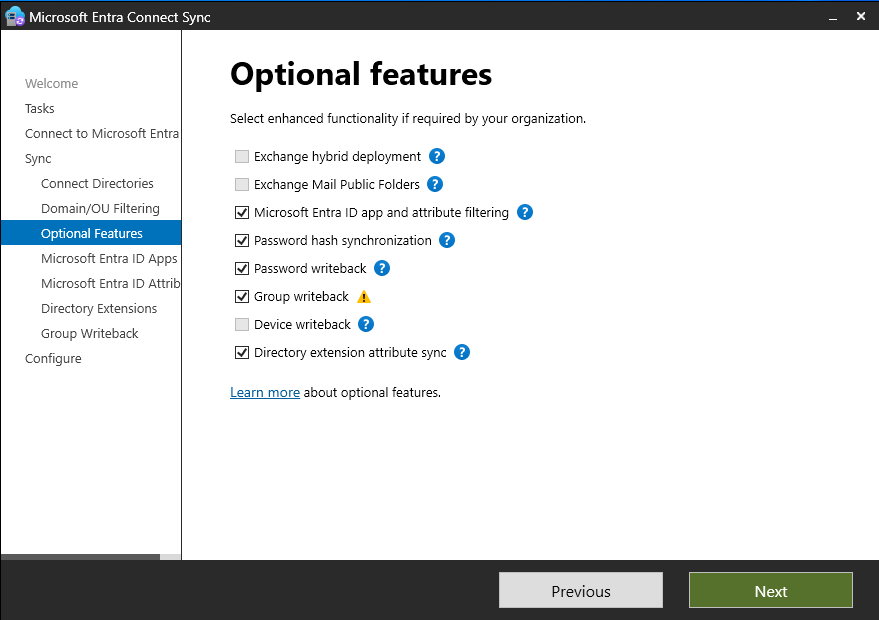 Microsoft Entra Connect Sync
Welcome
Tasks
Connect to Microsoft Entra
Sync
Connect Directories
Domain/OU Filtering
Optional Features
Microsoft Entra ID Apps
Microsoft Entra ID Attrib
Directory Extensions
Group Writeback
Configure
Optional features
Select enhanced functionality if required by your organization.
Exchange hybrid deployment ?
Exchange Mail Public Folders ?
Microsoft Entra ID app and attribute filtering ?
Password hash synchronization ?
Password writeback ?
Group writeback !
Device writeback ?
Directory extension attribute sync ?
Learn more about optional features.
Previous
Next